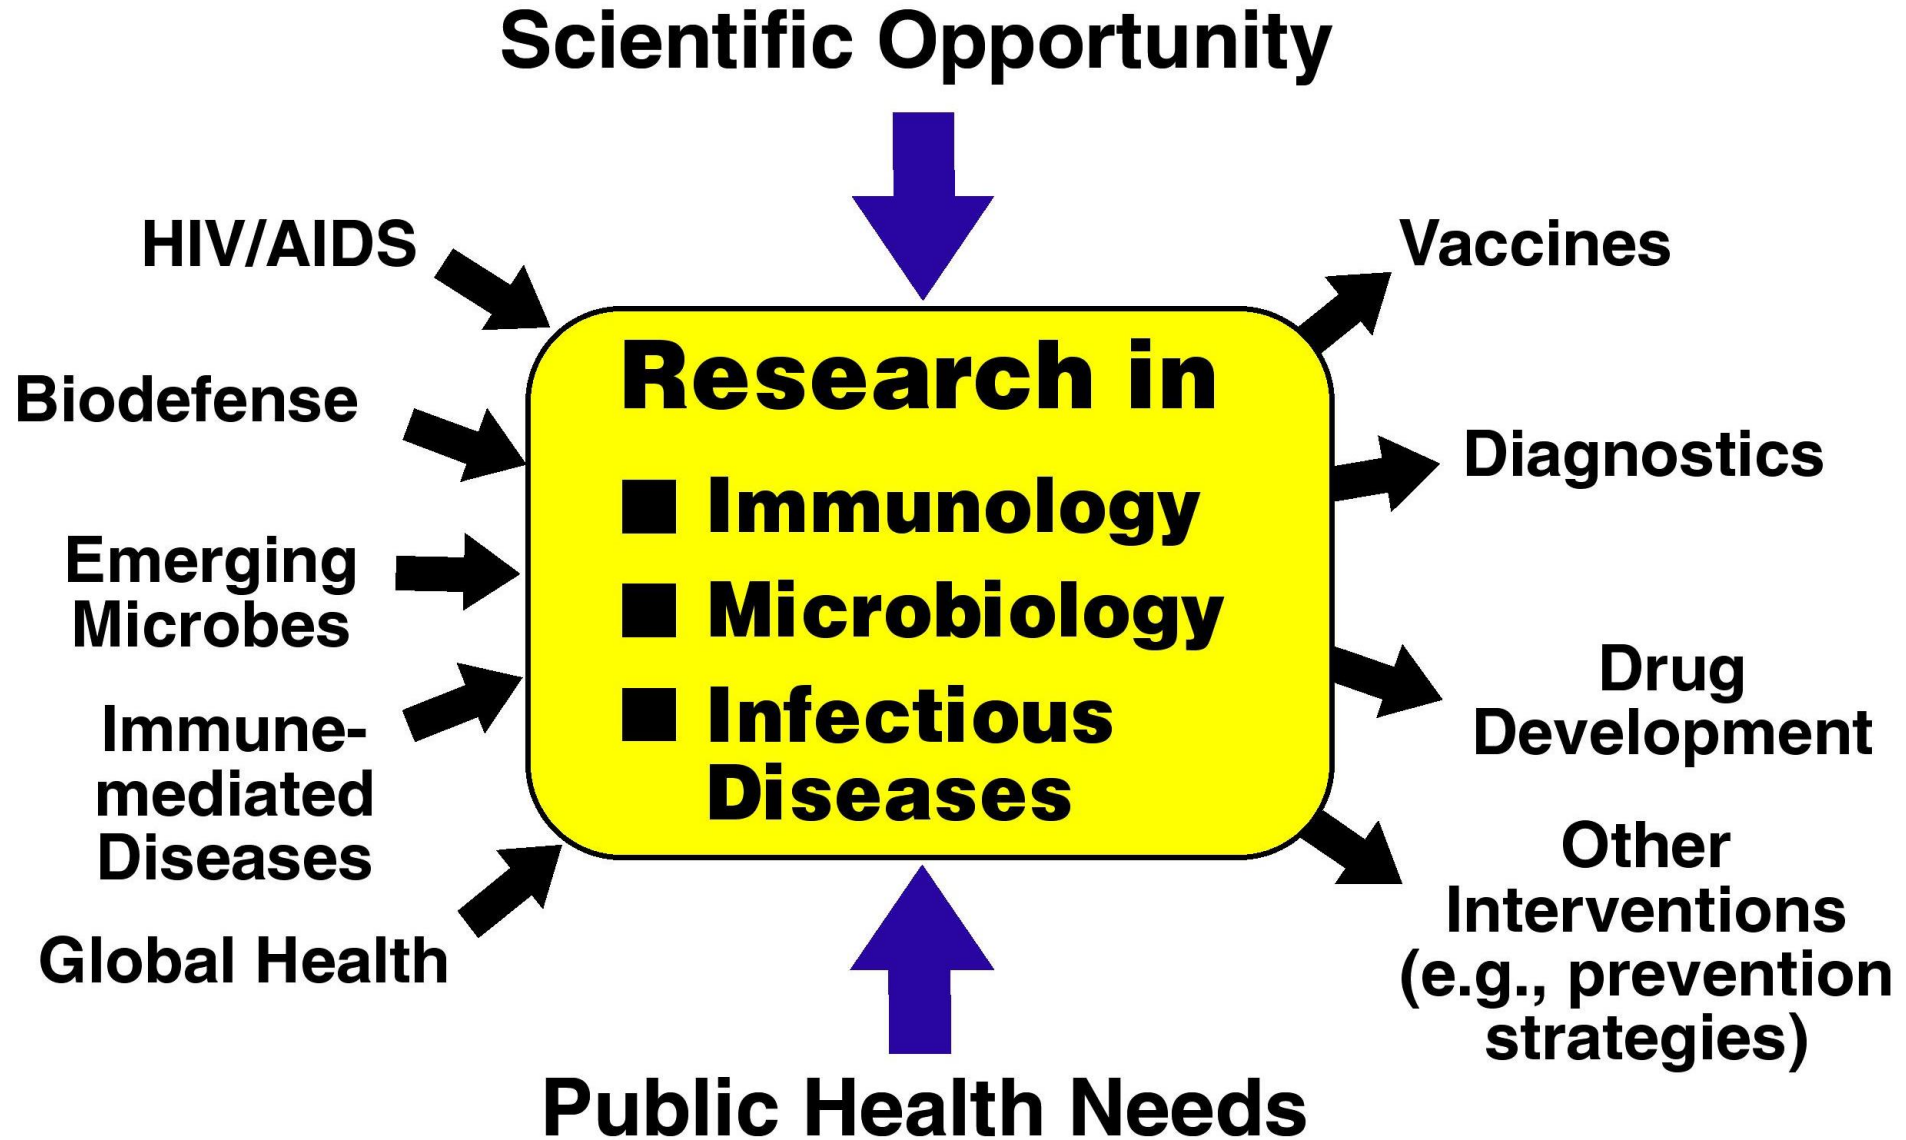 Scientific Opportunity
HIV/AIDS
Biodefense
Emerging
Microbes
Immune-
mediated
Diseases
Global Health
Research in
Immunology
Microbiology
Infectious
Diseases
Vaccines
Diagnostics
Drug
Development
Other
Interventions
(e.g., prevention
strategies)
Public Health Needs